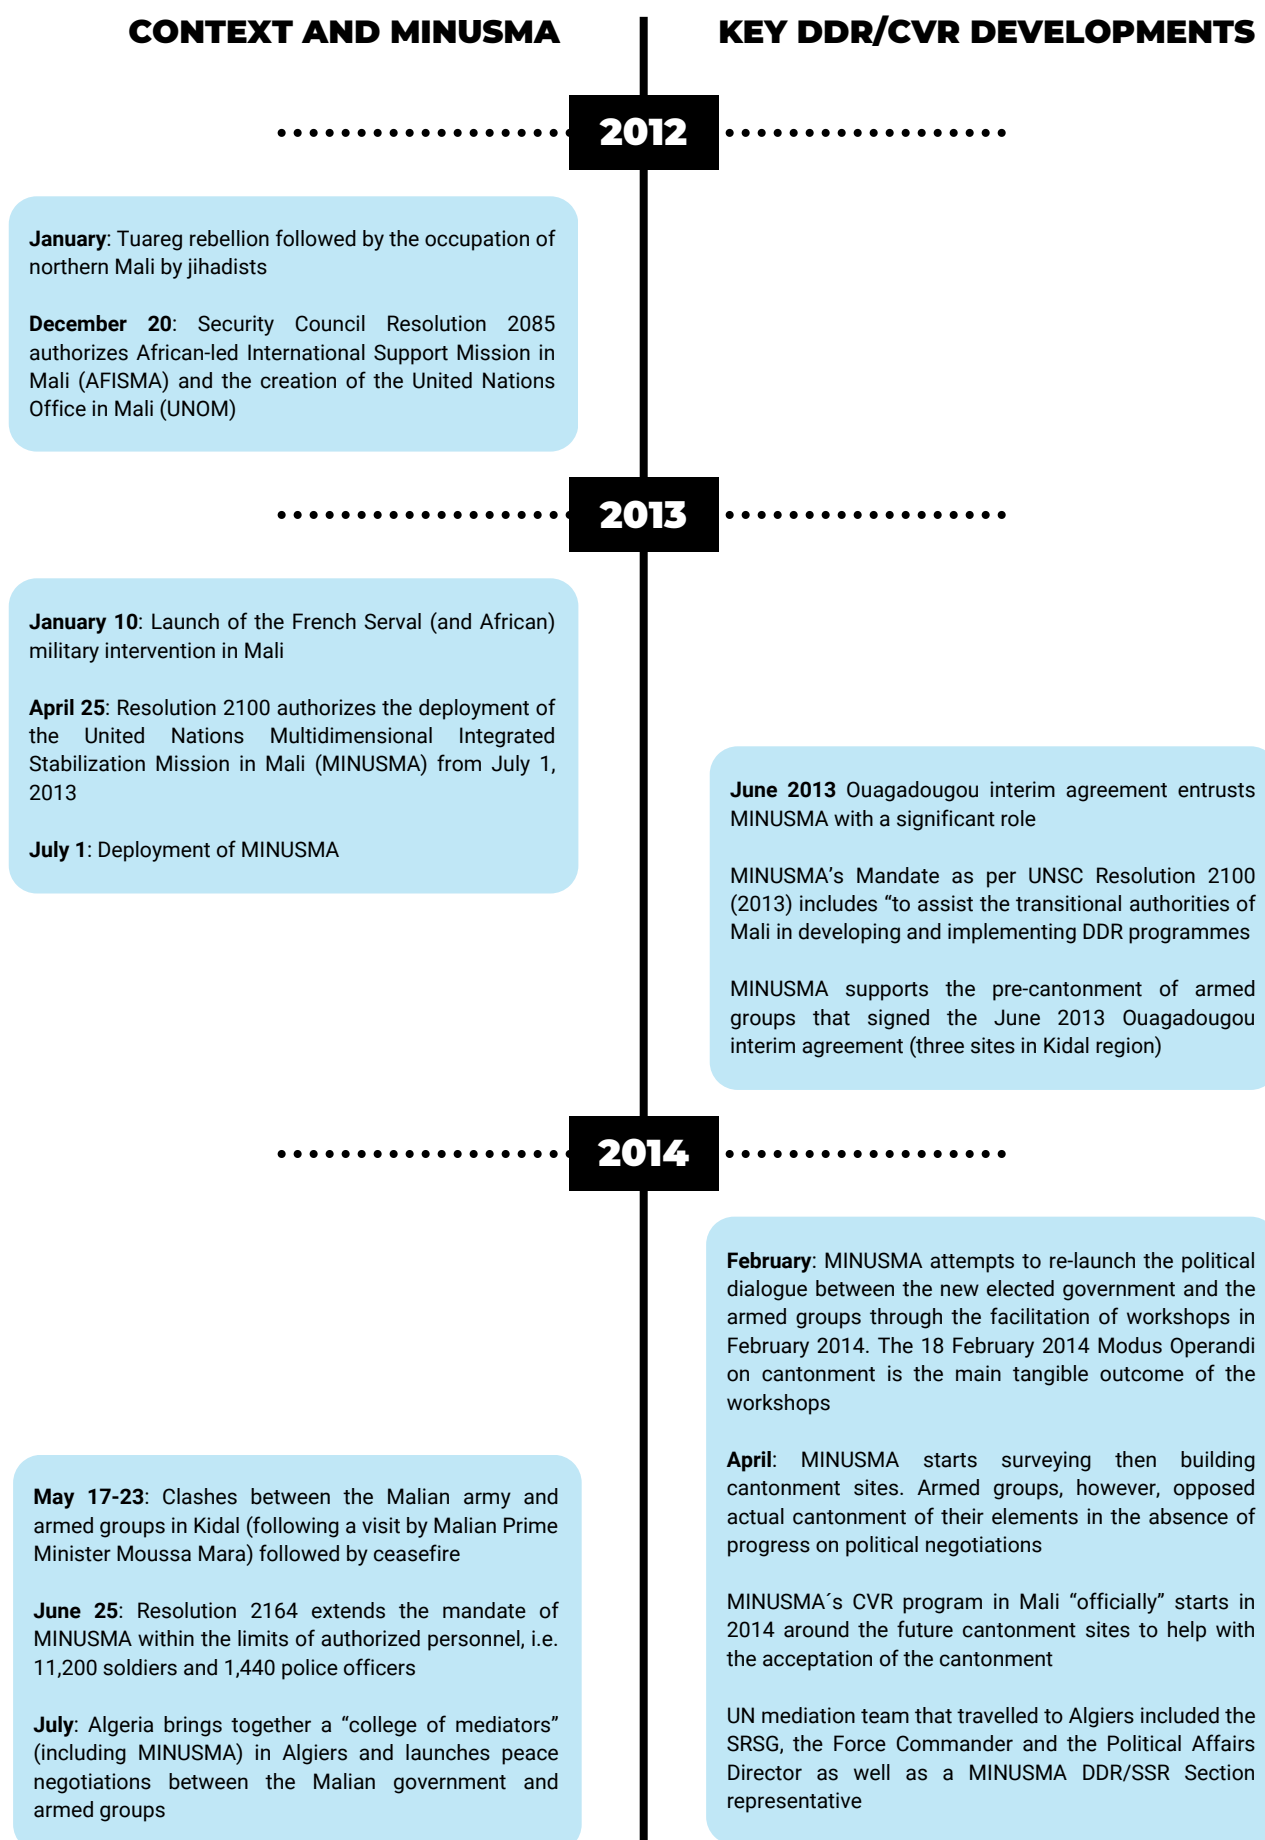 CONTEXT AND MINUSMA
KEY DDR/CVR DEVELOPMENTS
2012
January: Tuareg rebellion followed by the occupation of
northern Mali by jihadists
December 20: Security Council Resolution 2085
authorizes African-led International Support Mission in
Mali (AFISMA) and the creation of the United Nations
Office in Mali (UNOM)
2013
January 10: Launch of the French Serval (and African)
military intervention in Mali
April 25: Resolution 2100 authorizes the deployment of
the United Nations Multidimensional Integrated
Stabilization Mission in Mali (MINUSMA) from July 1,
2013
July 1: Deployment of MINUSMA
June 2013 Ouagadougou interim agreement entrusts
MINUSMA with a significant role
MINUSMA’s Mandate as per UNSC Resolution 2100
(2013) includes “to assist the transitional authorities of
Mali in developing and implementing DDR programmes
MINUSMA supports the pre-cantonment of armed
groups that signed the June 2013 Ouagadougou
interim agreement (three sites in Kidal region)
2014
May 17-23: Clashes between the Malian army and
armed groups in Kidal (following a visit by Malian Prime
Minister Moussa Mara) followed by ceasefire
June 25: Resolution 2164 extends the mandate of
MINUSMA within the limits of authorized personnel, i.e.
11,200 soldiers and 1,440 police officers
July: Algeria brings together a “college of mediators”
(including MINUSMA) in Algiers and launches peace
negotiations between the Malian government and
armed groups
February: MINUSMA attempts to re-launch the political
dialogue between the new elected government and the
armed groups through the facilitation of workshops in
February 2014. The 18 February 2014 Modus Operandi
on cantonment is the main tangible outcome of the
workshops
April: MINUSMA starts surveying then building
cantonment sites. Armed groups, however, opposed
actual cantonment of their elements in the absence of
progress on political negotiations
MINUSMA´s CVR program in Mali “officially” starts in
2014 around the future cantonment sites to help with
the acceptation of the cantonment
UN mediation team that travelled to Algiers included the
SRSG, the Force Commander and the Political Affairs
Director as well as a MINUSMA DDR/SSR Section
representative